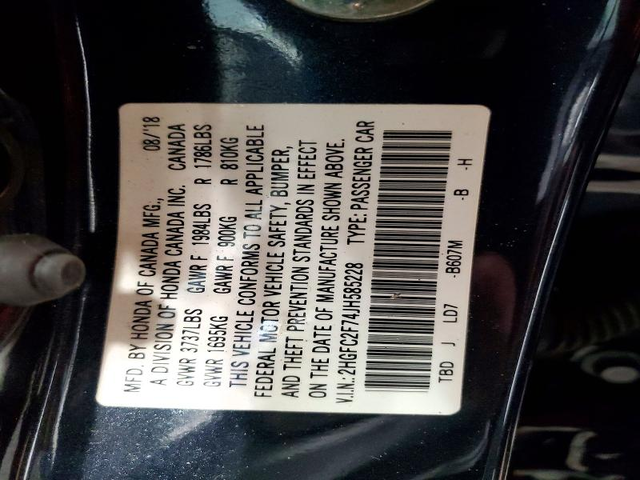 MFD. BY HONDA OF CANADA MFG., 08/'18
A DIVISION OF HONDA CANADA INC. CANADA
GVWR 3737LBS GAWR F 1984LBS R 1786LBS
GVWR 1695KG GAWR F 900KG R 810KG
THIS VEHICLE CONFORMS TO ALL APPLICABLE
FEDERAL MOTOR VEHICLE SAFETY, BUMPER,
AND THEFT PREVENTION STANDARDS IN EFFECT
ON THE DATE OF MANUFACTURE SHOWN ABOVE.
V.I.N.: 2HGFC2F74JH585228 TYPE: PASSENGER CAR
TBD J LD7 -B607M -B -H